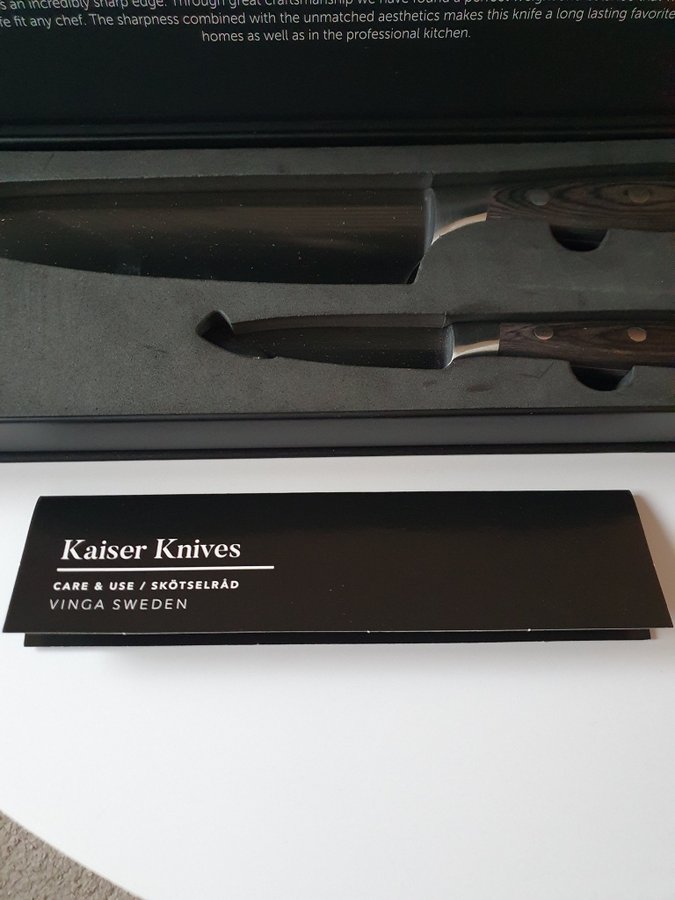 s an incredibly sharp edge. Through great craftsmanship we have found a perfect weight
fe fit any chef. The sharpness combined with the unmatched aesthetics makes this knife a long lasting favorite
homes as well as in the professional kitchen.
Kaiser Knives
CARE & USE / SKÖTSELRÅD
VINGA SWEDEN